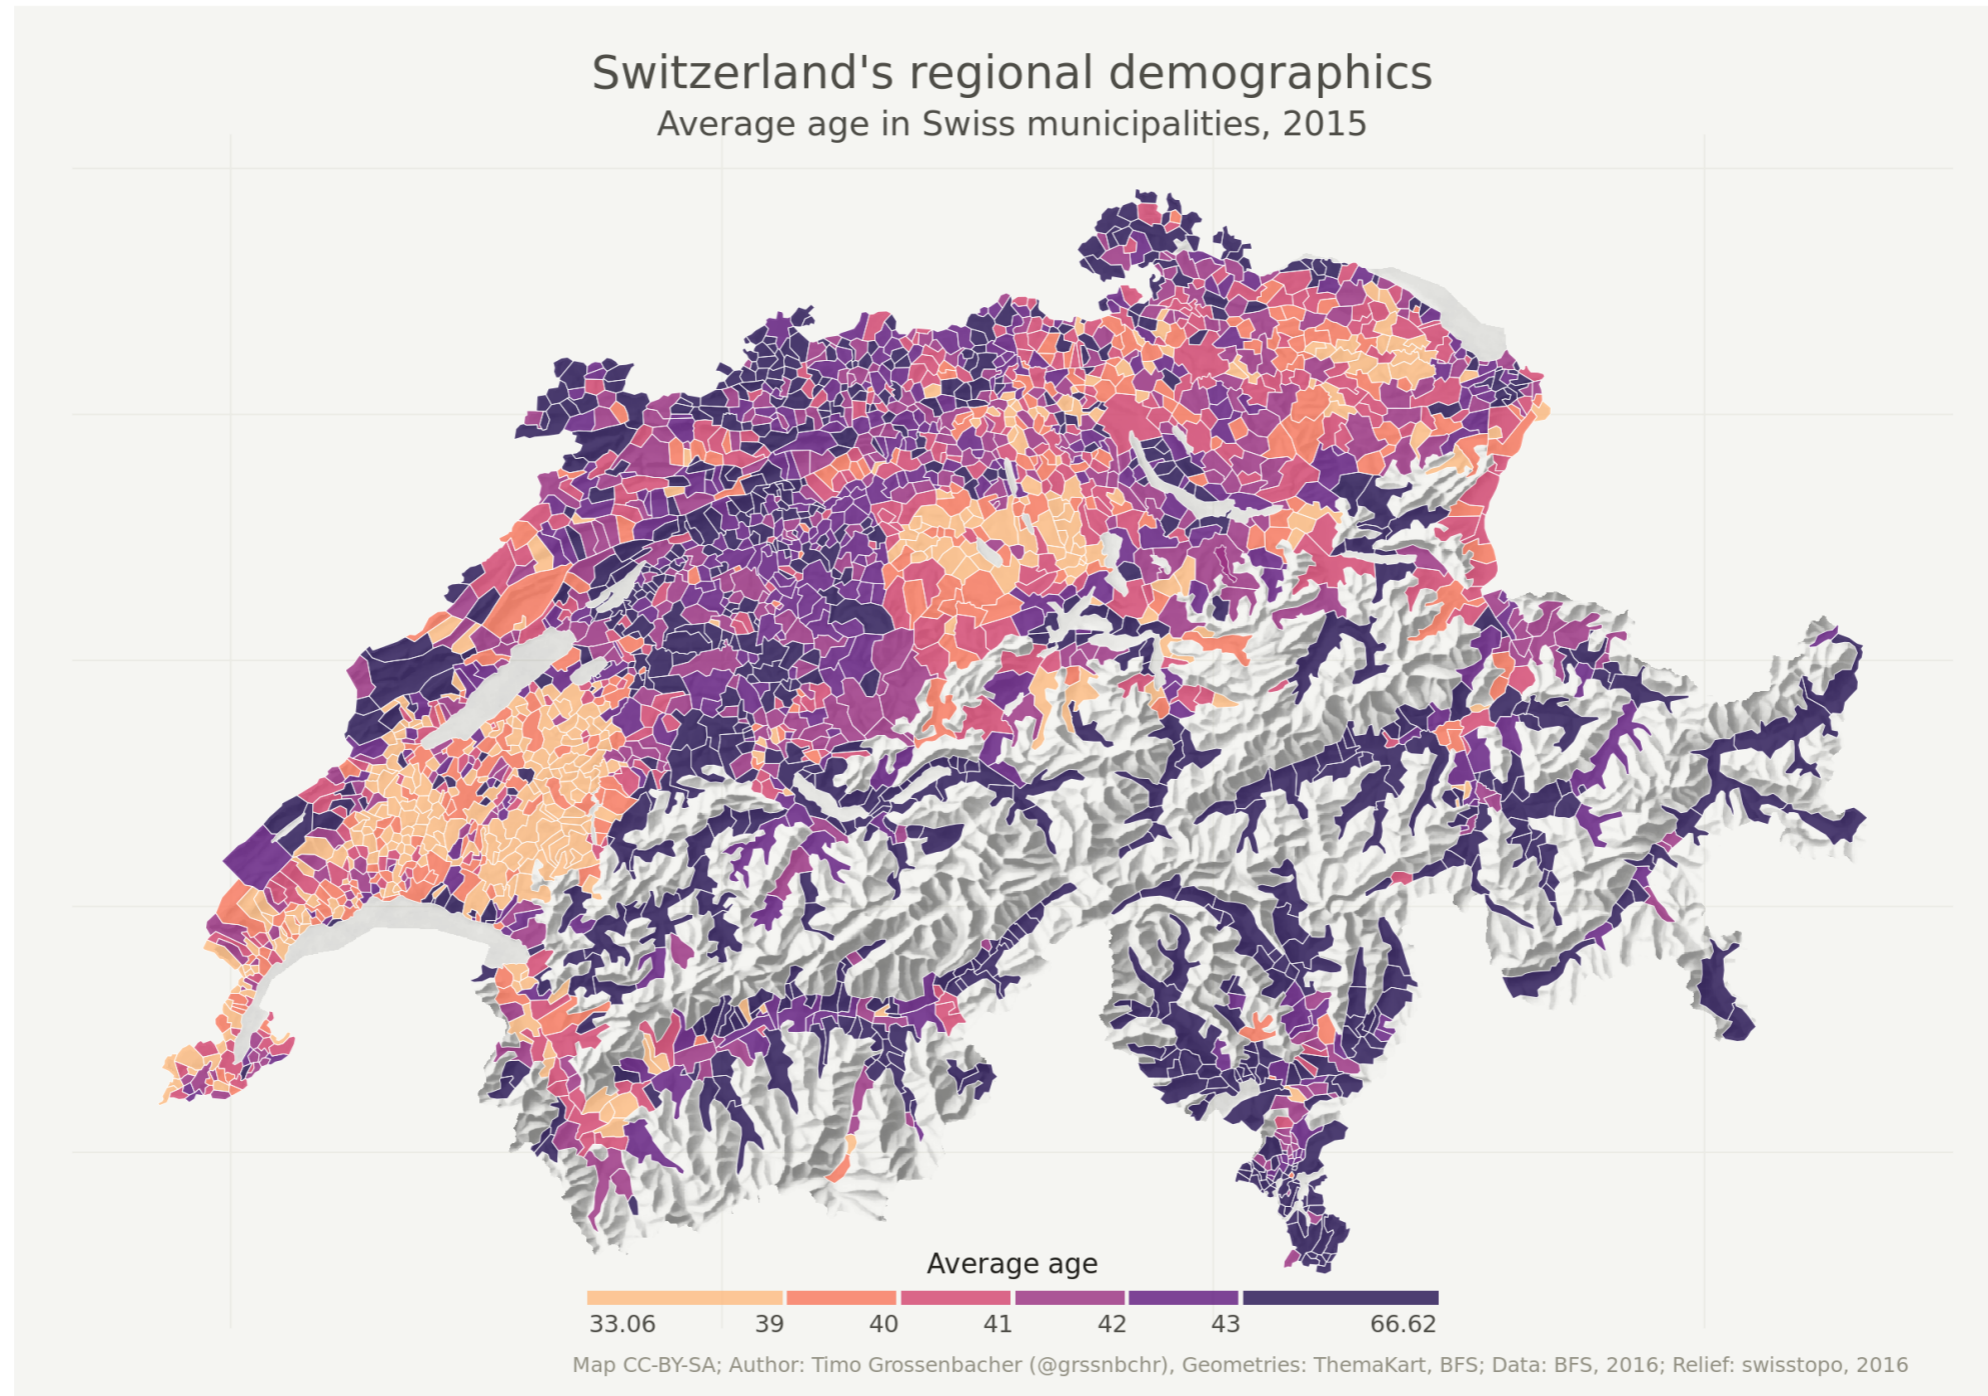 Switzerland's regional demographics
Average age in Swiss municipalities, 2015
Average age
33.06 39 40 41 42 43 66.62
Map CC-BY-SA; Author: Timo Grossenbacher (@grssnbchr), Geometries: ThemaKart, BFS; Data: BFS, 2016; Relief: swisstopo, 2016